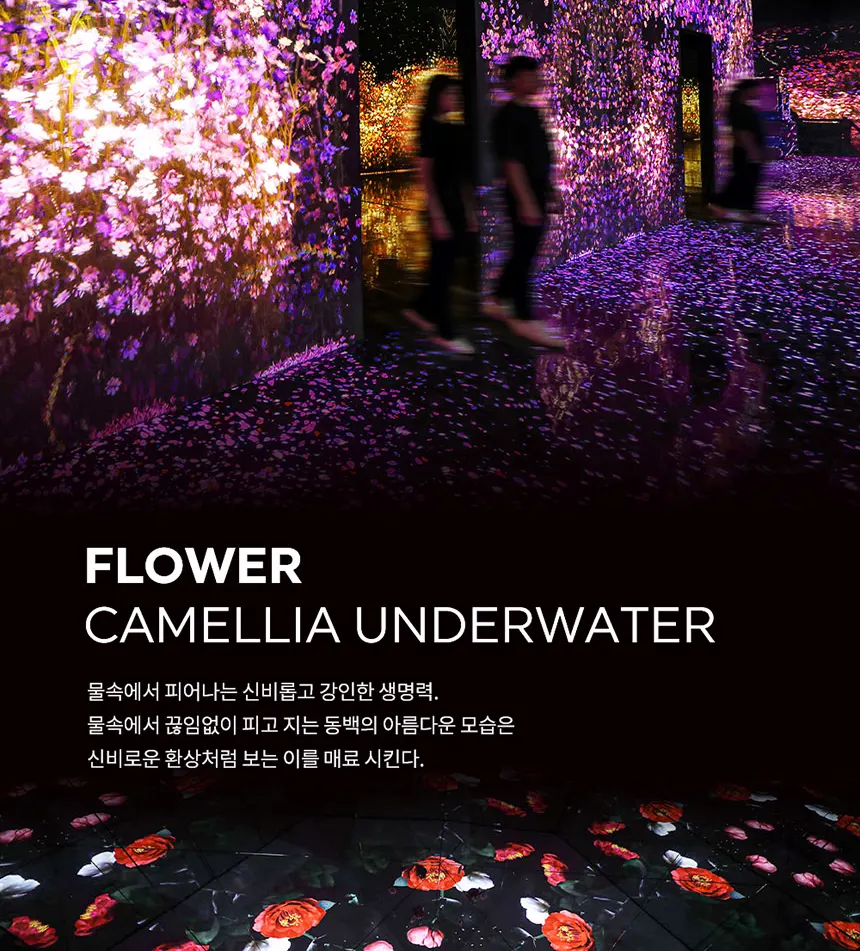 FLOWER
CAMELLIA UNDERWATER
물속에서 피어나는 신비롭고 강인한 생명력.
물속에서 끊임없이 피고 지는 동백의 아름다운 모습은
신비로운 환상처럼 보는 이를 매료 시킨다.